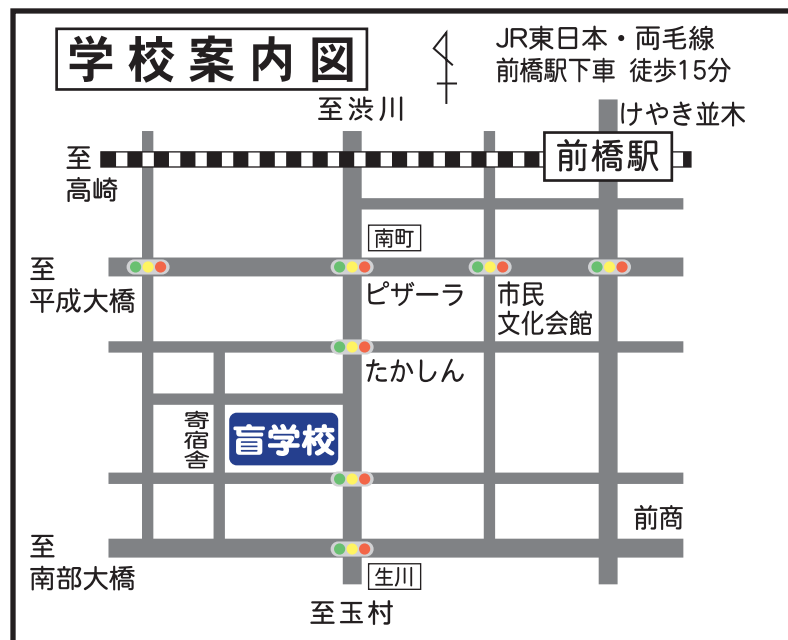 学校案内図
JR東日本・両毛線
前橋駅下車 徒歩15分
至渋川
けやき並木
至
高崎
前橋駅
南町
至
平成大橋
ピザーラ
市民
文化会館
たかしん
寄宿舎
盲学校
前商
至
南部大橋
生川
至玉村